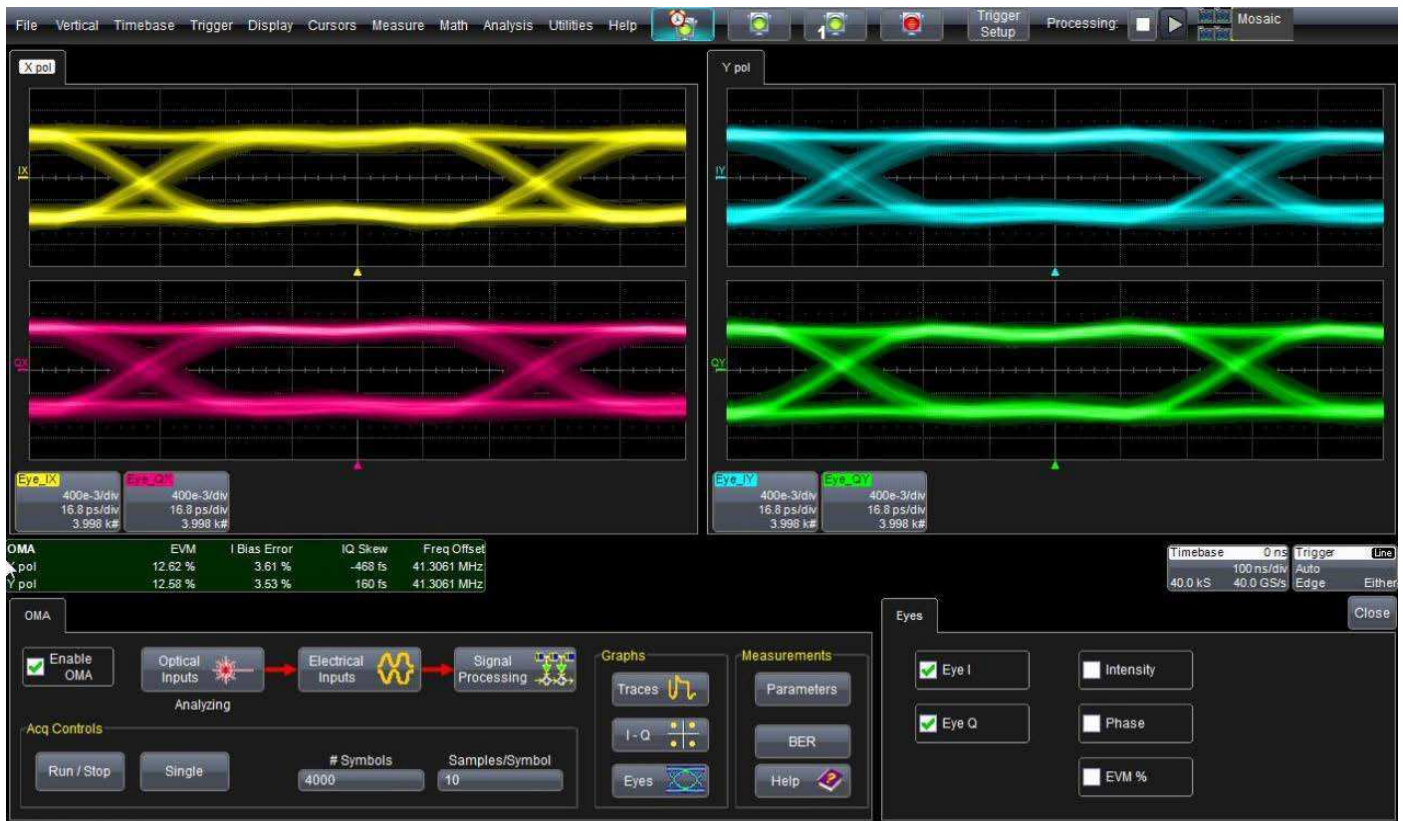 File Vertical Timebase Trigger Display Cursors Measure Math Analysis Utilities Help 1 Trigger Setup Processing: Mosaic
X pol
IX
QX
Eye_IX
400e-3/div
16.8 ps/div
3.998 k#
Eye_QX
400e-3/div
16.8 ps/div
3.998 k#
Y pol
IY
QY
Eye_IY
400e-3/div
16.8 ps/div
3.998 k#
Eye_QY
400e-3/div
16.8 ps/div
3.998 k#
OMA EVM I Bias Error IQ Skew Freq Offset
X pol 12.62 % 3.61 % -468 fs 41.3061 MHz
Y pol 12.58 % 3.53 % 160 fs 41.3061 MHz
Timebase 0 ns
100 ns/div
40.0 kS 40.0 GS/s
Trigger Line
Auto
Edge Either
OMA
Enable
OMA
Optical
Inputs
Analyzing
Electrical
Inputs
Signal
Processing
Acq Controls
Run / Stop
Single
# Symbols
4000
Samples/Symbol
10
Graphs
Traces
I - Q
Eyes
Measurements
Parameters
BER
Help
Eyes
Close
Eye I
Intensity
Eye Q
Phase
EVM %